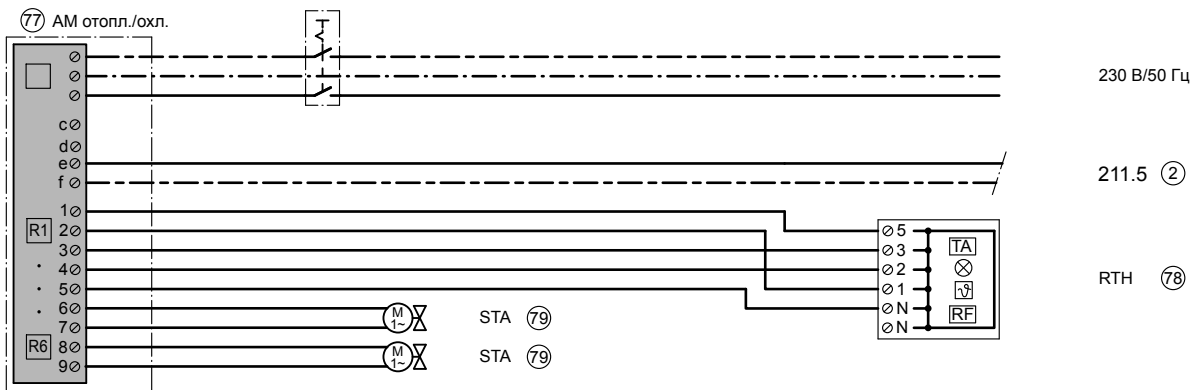 77 АМ отопл./охл.
230 В/50 Гц
c
d
e
f
211.5 2
1
R1 2
3
4
5
6
7
R6 8
9
5
3 TA
2
1 ϑ
N RF
N
RTH 78
M 1~ STA 79
M 1~ STA 79